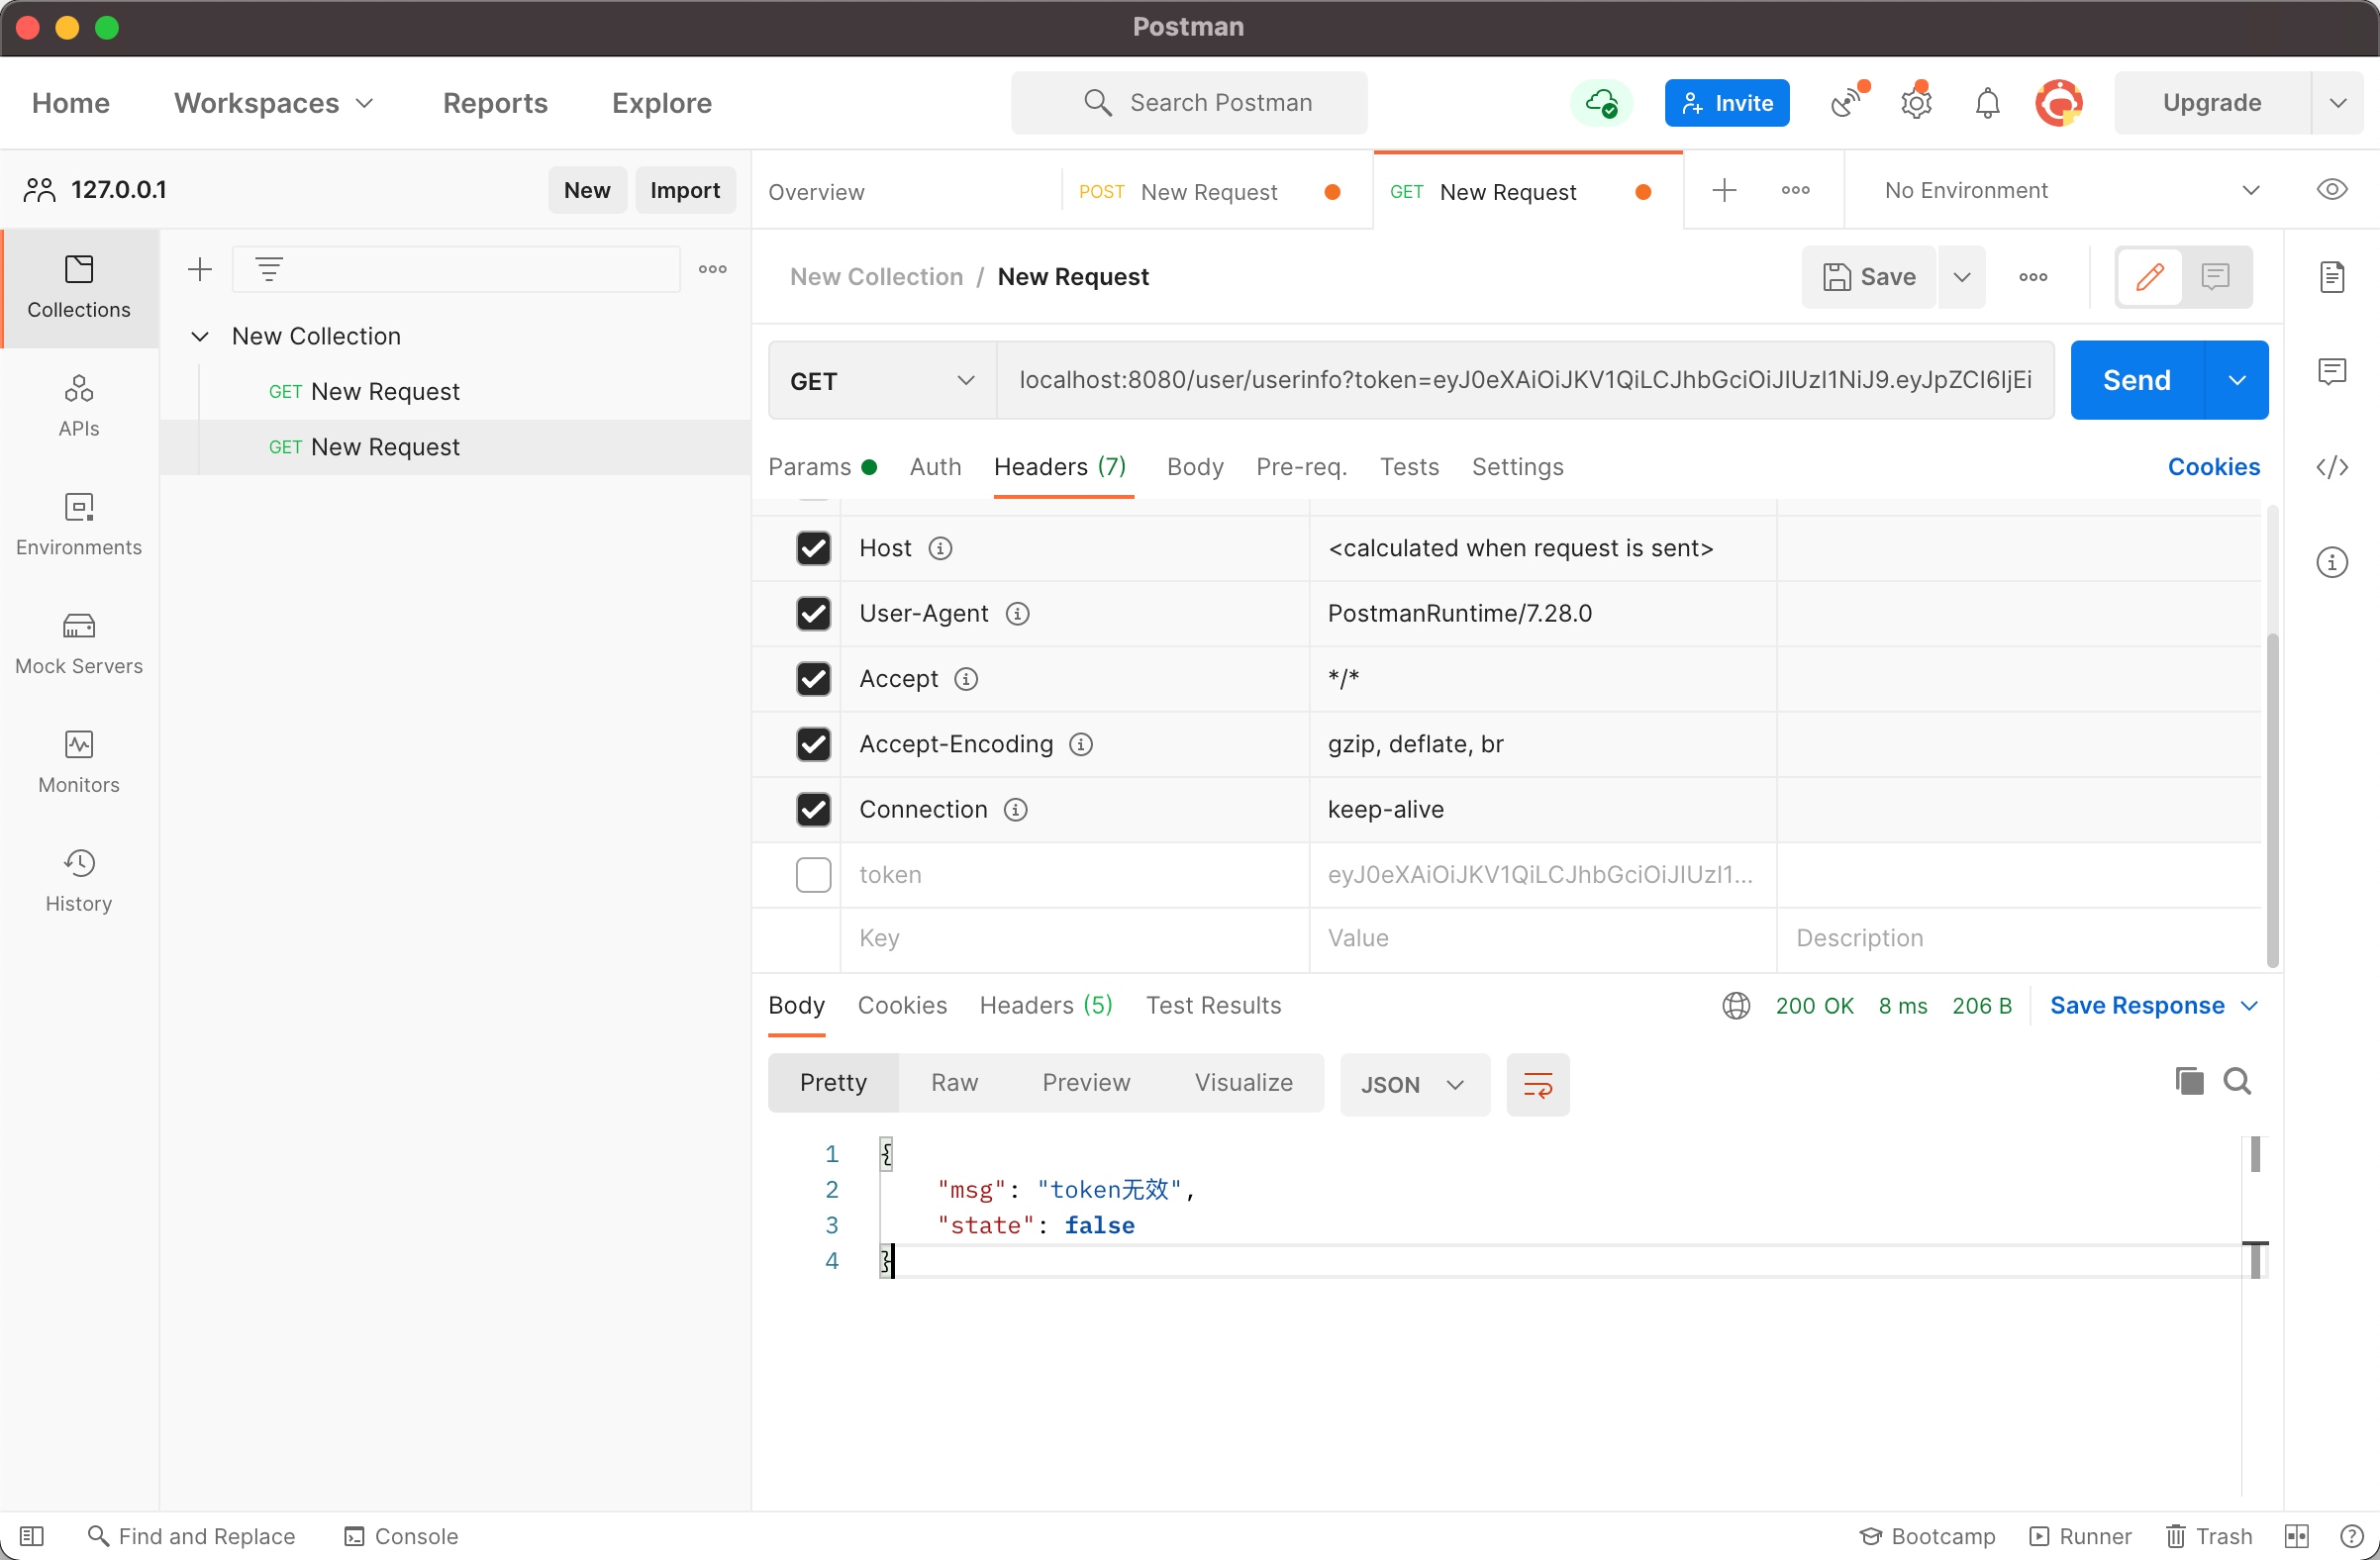 Postman
Home Workspaces Reports Explore Search Postman Invite Upgrade
127.0.0.1 New Import Overview POST New Request GET New Request No Environment
Collections
APIs
Environments
Mock Servers
Monitors
History
New Collection
GET New Request
GET New Request
New Collection / New Request Save
GET localhost:8080/user/userinfo?token=eyJ0eXAiOiJKV1QiLCJhbGciOiJIUzI1NiJ9.eyJpZCI6IjEi Send
Params Auth Headers (7) Body Pre-req. Tests Settings Cookies
Host <calculated when request is sent>
User-Agent PostmanRuntime/7.28.0
Accept */*
Accept-Encoding gzip, deflate, br
Connection keep-alive
token eyJ0eXAiOiJKV1QiLCJhbGciOiJIUzI1...
Key Value Description
Body Cookies Headers (5) Test Results 200 OK 8 ms 206 B Save Response
Pretty Raw Preview Visualize JSON
1 {
2 "msg": "token无效",
3 "state": false
4 }
Find and Replace Console Bootcamp Runner Trash